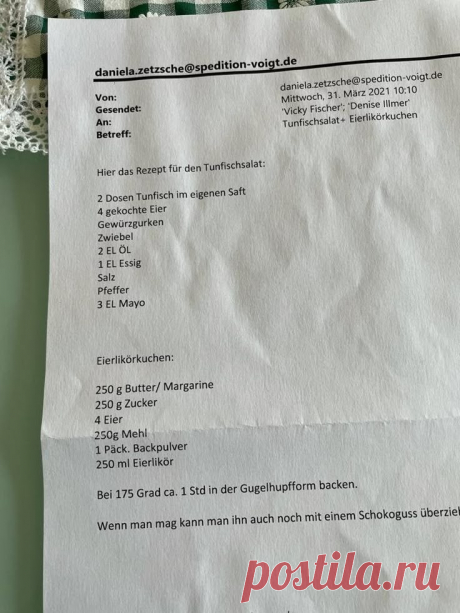 daniela.zetzsche@spedition-voigt.de
Von: daniela.zetzsche@spedition-voigt.de
Gesendet: Mittwoch, 31. März 2021 10:10
An: 'Vicky Fischer'; 'Denise Illmer'
Betreff: Tunfischsalat+ Eierlikörkuchen
Hier das Rezept für den Tunfischsalat:
2 Dosen Tunfisch im eigenen Saft
4 gekochte Eier
Gewürzgurken
Zwiebel
2 EL ÖL
1 EL Essig
Salz
Pfeffer
3 EL Mayo
Eierlikörkuchen:
250 g Butter/ Margarine
250 g Zucker
4 Eier
250g Mehl
1 Päck. Backpulver
250 ml Eierlikör
Bei 175 Grad ca. 1 Std in der Gugelhupfform backen.
Wenn man mag kann man ihn auch noch mit einem Schokoguss überziel
postila.ru